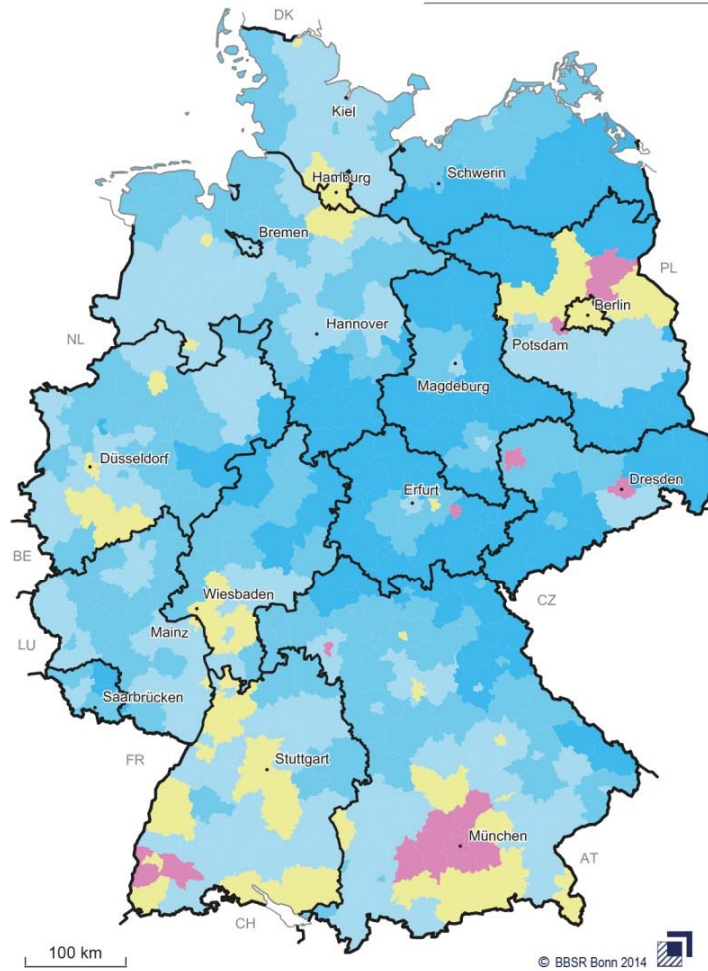 DK
Kiel
Hamburg
Schwerin
Bremen
PL
Berlin
Hannover
NL
Potsdam
Magdeburg
Düsseldorf
Dresden
Erfurt
BE
Wiesbaden
CZ
Mainz
LU
Saarbrücken
FR
Stuttgart
München
AT
CH
100 km
© BBSR Bonn 2014